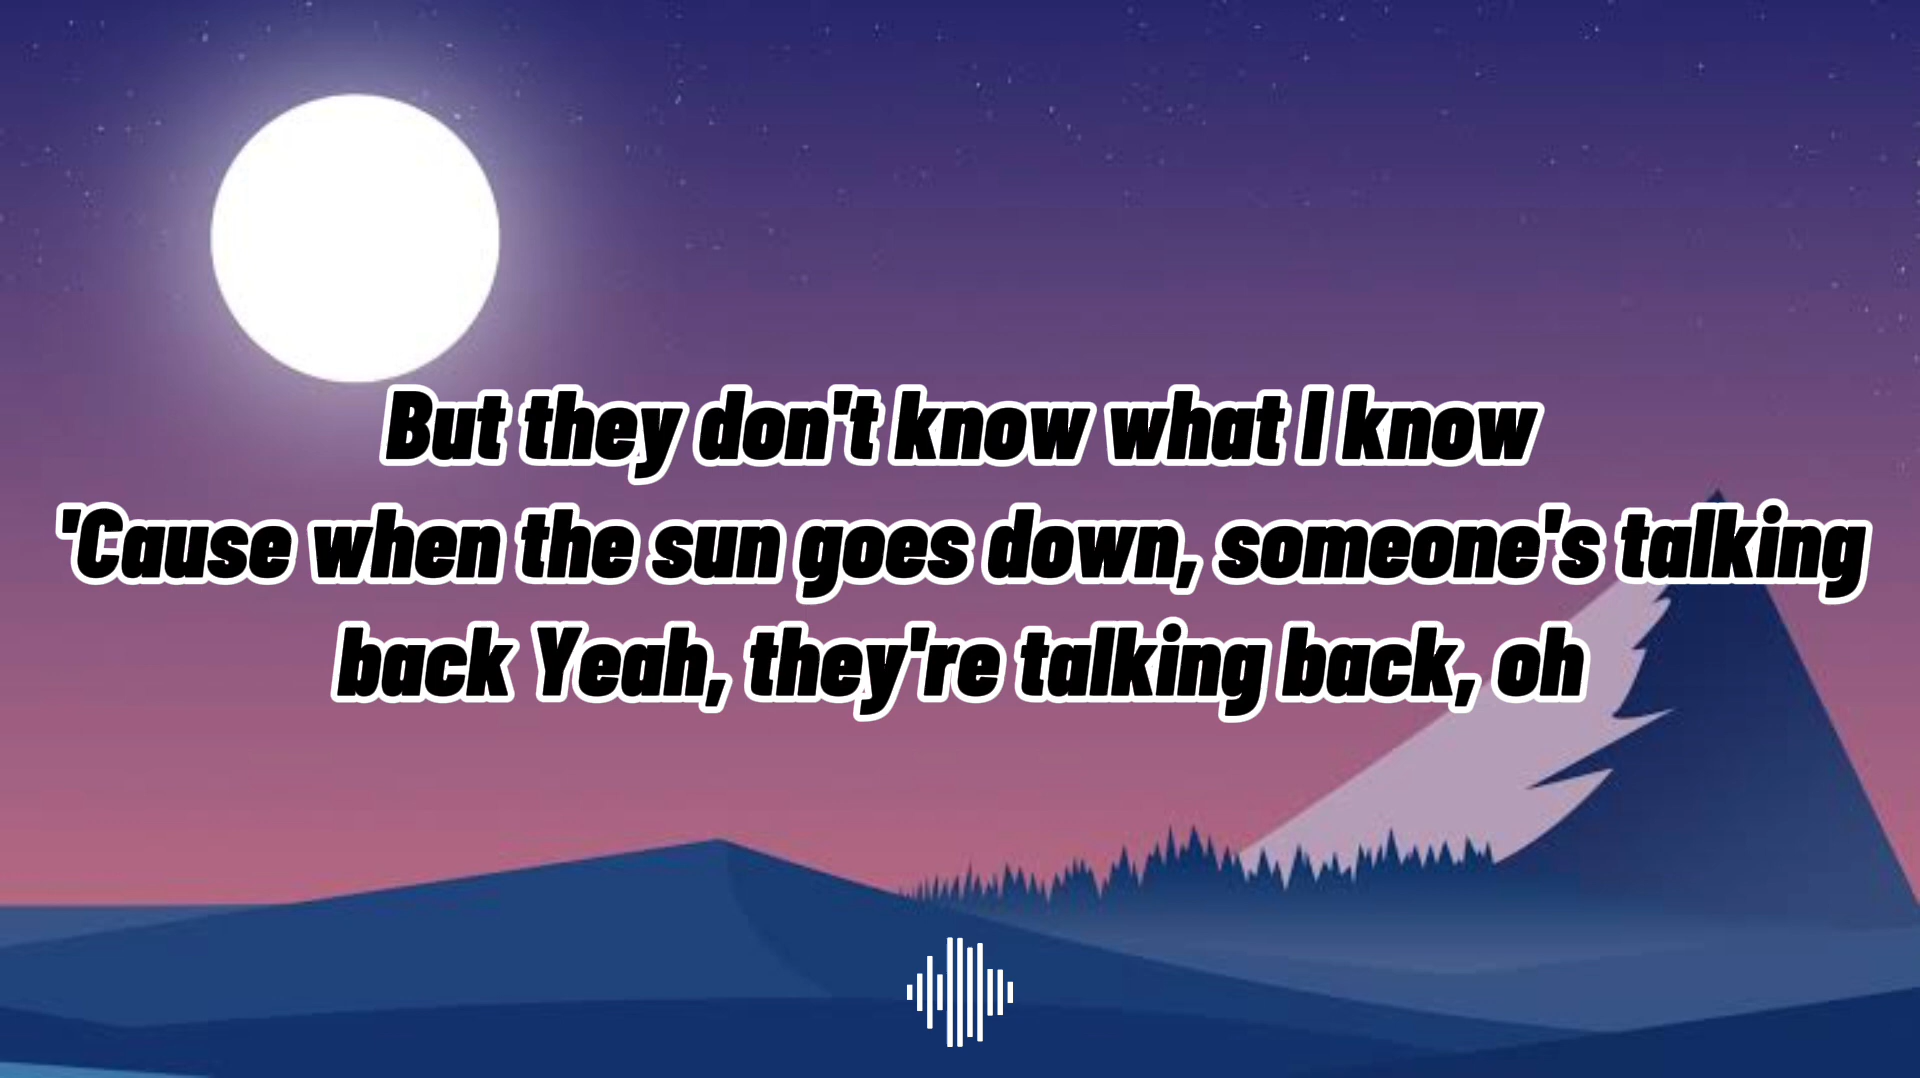 But they don't know what I know
'Cause when the sun goes down, someone's talking
back Yeah, they're talking back, oh